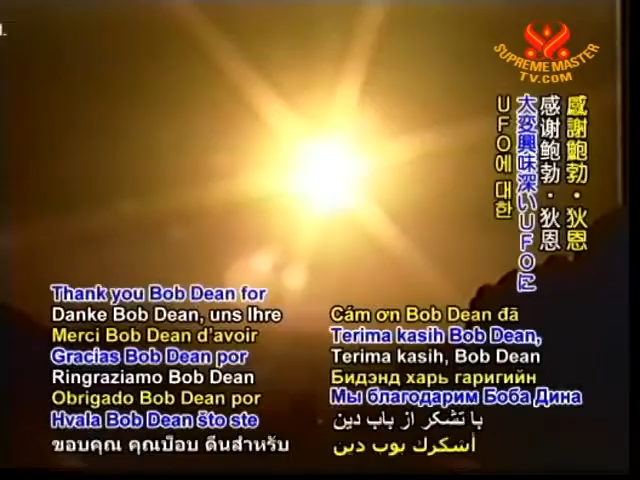 SUPREME MASTER
TV.COM
感謝鮑勃·狄恩
感谢鲍勃·狄恩
大変興味深いUFOに
UFO에 대한
Thank you Bob Dean for
Danke Bob Dean, uns Ihre
Merci Bob Dean d'avoir
Gracias Bob Dean por
Ringraziamo Bob Dean
Obrigado Bob Dean por
Hvala Bob Dean što ste
ขอบคุณ คุณบ็อบ ดีนสำหรับ
Cám ơn Bob Dean đã
Terima kasih Bob Dean,
Terima kasih, Bob Dean
Бидэнд харь гаригийн
Мы благодарим Боба Дина
با تشکر از باب دین
أشكرك بوب دين